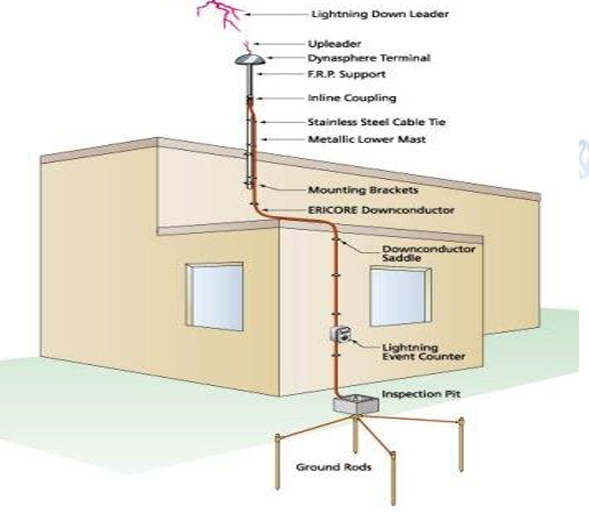 Lightning Down Leader
Upleader
Dynasphere Terminal
F.R.P. Support
Inline Coupling
Stainless Steel Cable Tie
Metallic Lower Mast
Mounting Brackets
ERICORE Downconductor
Downconductor
Saddle
Lightning
Event Counter
Inspection Pit
Ground Rods